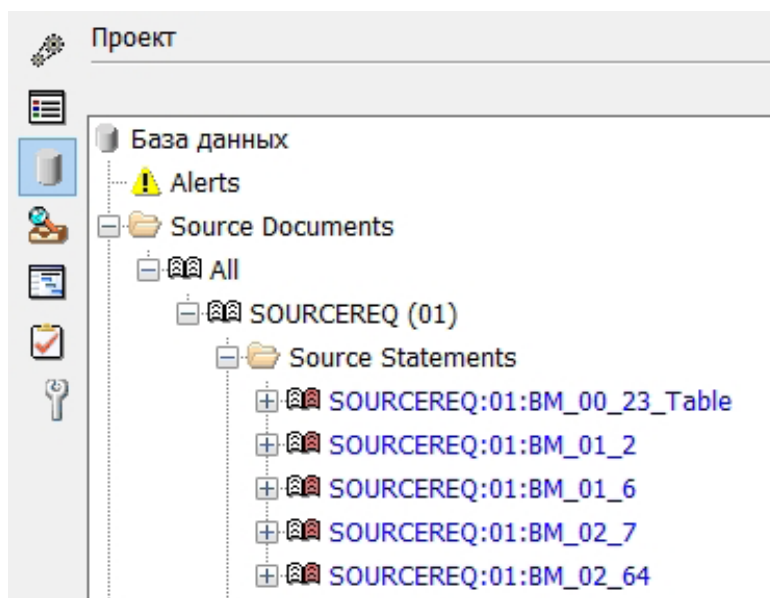 Проект
База данных
Alerts
Source Documents
All
SOURCEREQ (01)
Source Statements
SOURCEREQ:01:BM_00_23_Table
SOURCEREQ:01:BM_01_2
SOURCEREQ:01:BM_01_6
SOURCEREQ:01:BM_02_7
SOURCEREQ:01:BM_02_64